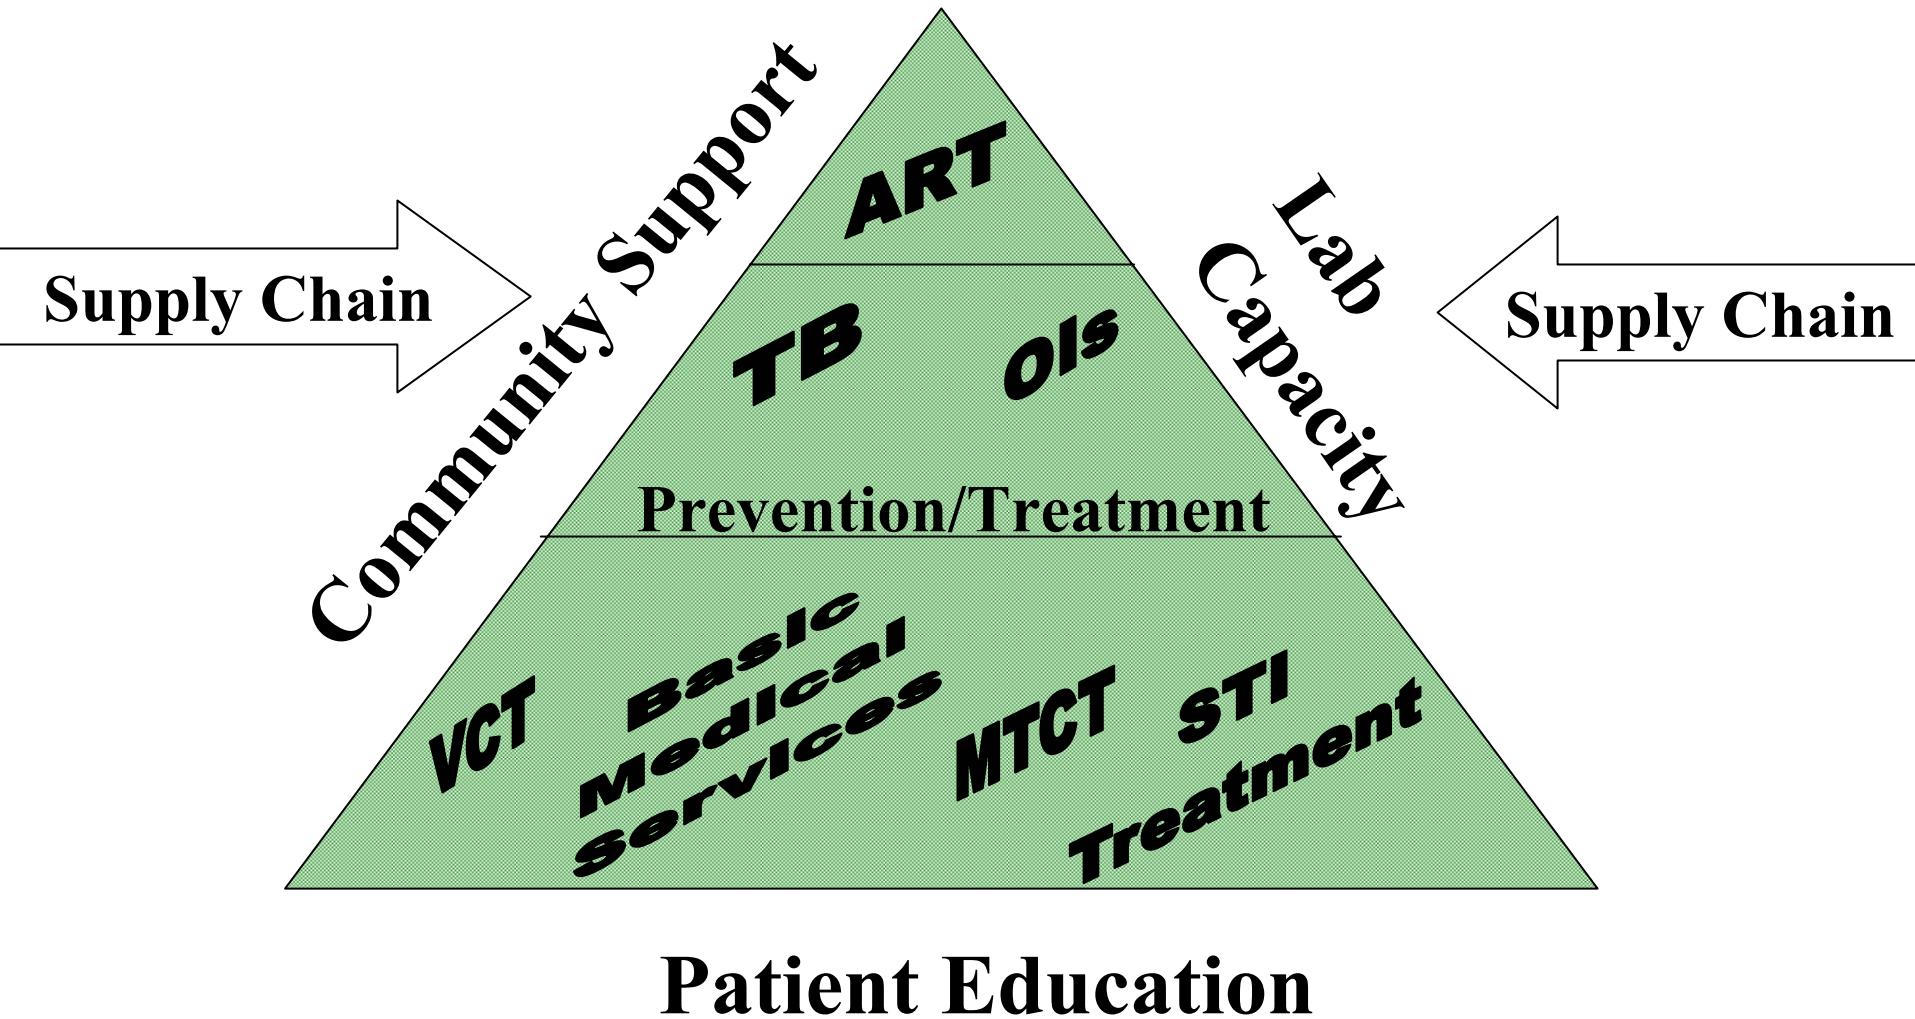 Community Support
ART
Lab
Capacity
Supply Chain
Supply Chain
TB
OIs
Prevention/Treatment
VCT
Basic
Medical
Services
MTCT
STI
Treatment
Patient Education